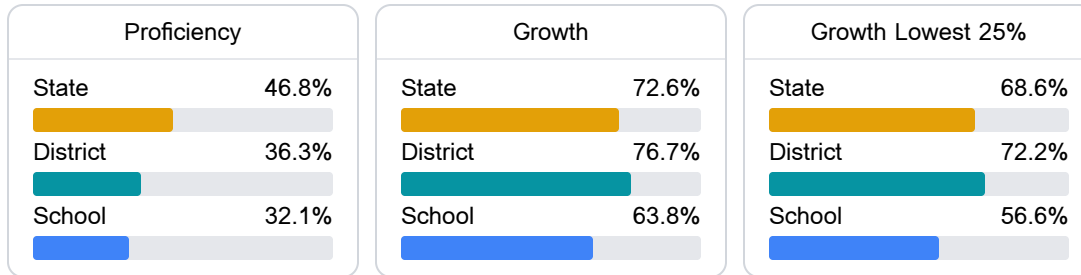 Proficiency
State 46.8%
District 36.3%
School 32.1%
Growth
State 72.6%
District 76.7%
School 63.8%
Growth Lowest 25%
State 68.6%
District 72.2%
School 56.6%